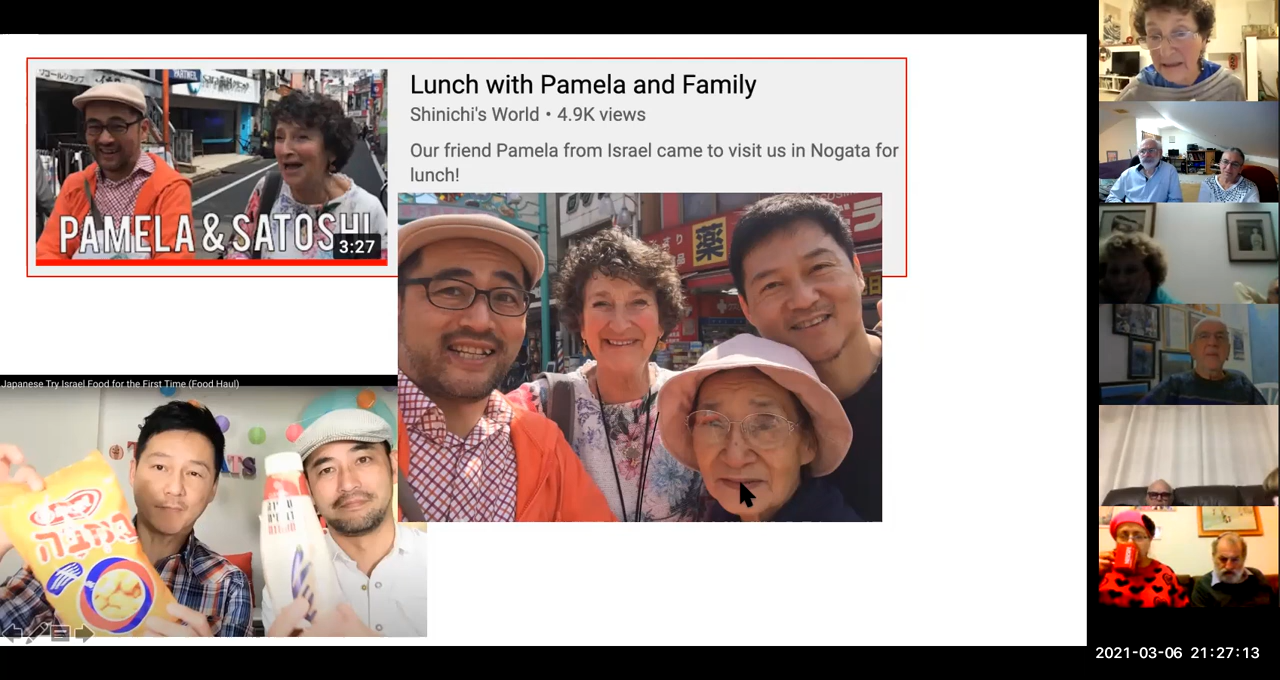 Lunch with Pamela and Family
Shinichi's World • 4.9K views
Our friend Pamela from Israel came to visit us in Nogata for
lunch!
PARTNER
PAMELA & SATOSHI
3:27
薬
Japanese Try Israel Food for the First Time (Food Haul)
במבה
2021-03-06 21:27:13